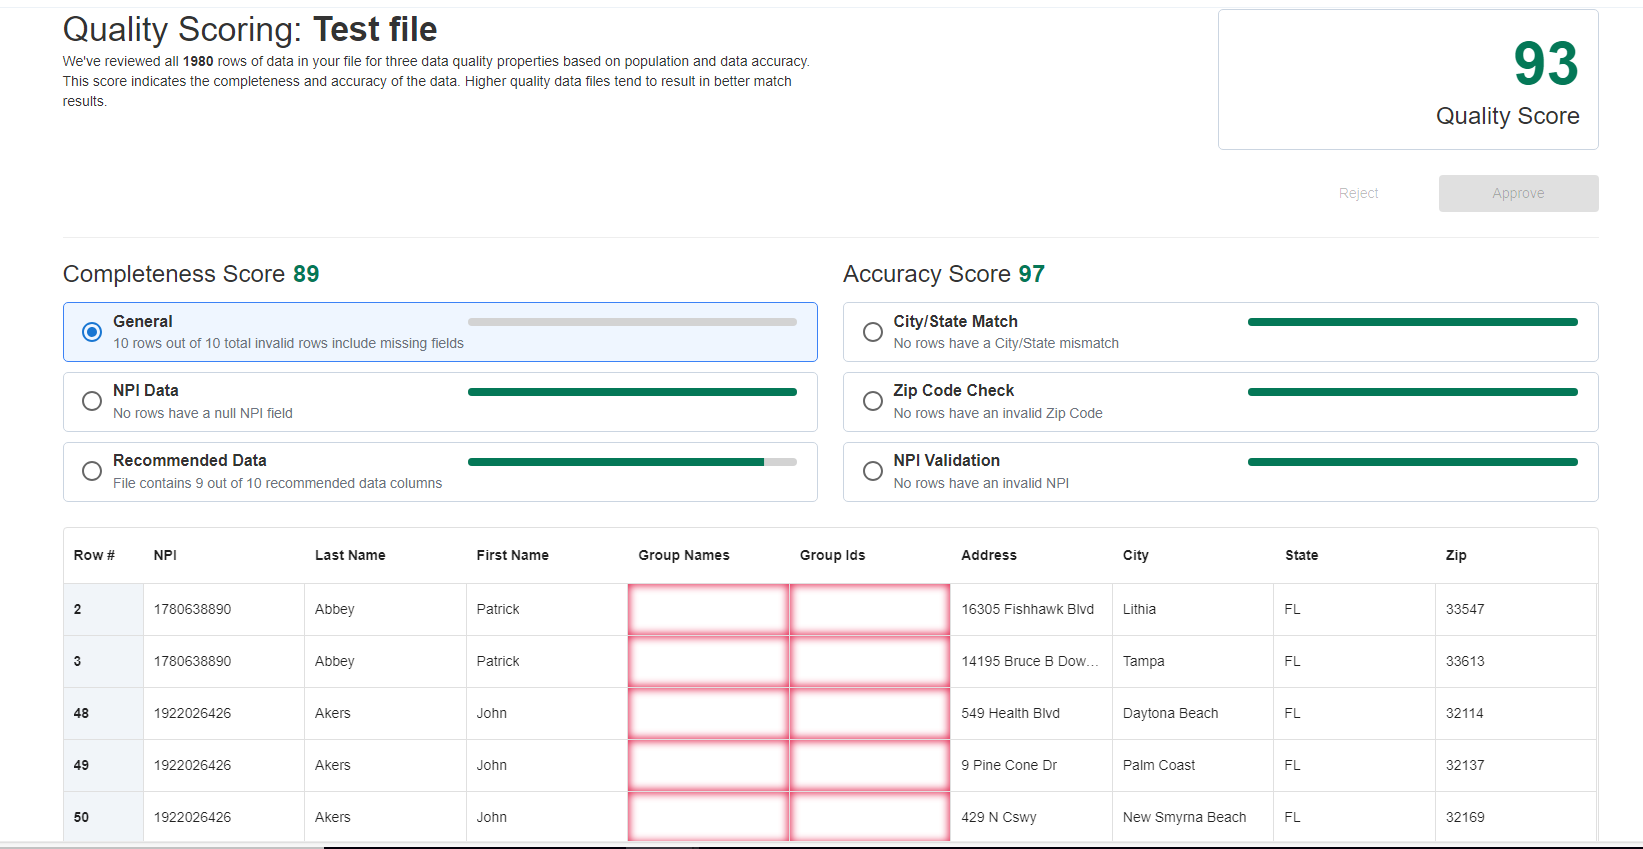 Quality Scoring: Test file
We've reviewed all 1980 rows of data in your file for three data quality properties based on population and data accuracy.
This score indicates the completeness and accuracy of the data. Higher quality data files tend to result in better match
results.
93
Quality Score
Reject Approve
Completeness Score 89
General
10 rows out of 10 total invalid rows include missing fields
NPI Data
No rows have a null NPI field
Recommended Data
File contains 9 out of 10 recommended data columns
Accuracy Score 97
City/State Match
No rows have a City/State mismatch
Zip Code Check
No rows have an invalid Zip Code
NPI Validation
No rows have an invalid NPI
Row # NPI Last Name First Name Group Names Group Ids Address City State Zip
2 1780638890 Abbey Patrick 16305 Fishhawk Blvd Lithia FL 33547
3 1780638890 Abbey Patrick 14195 Bruce B Dow... Tampa FL 33613
48 1922026426 Akers John 549 Health Blvd Daytona Beach FL 32114
49 1922026426 Akers John 9 Pine Cone Dr Palm Coast FL 32137
50 1922026426 Akers John 429 N Cswy New Smyrna Beach FL 32169